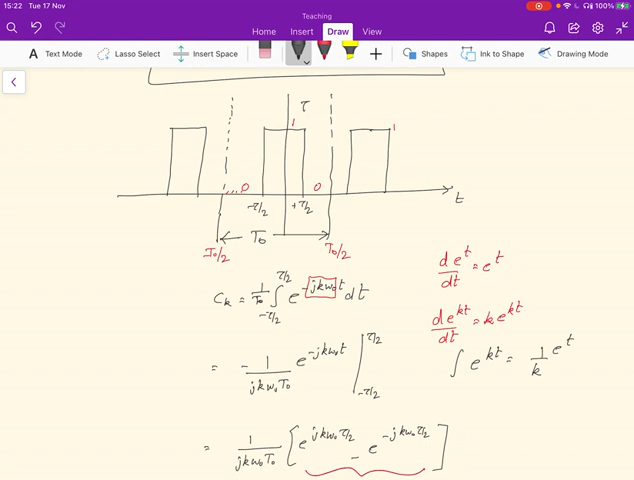 15:22 Tue 17 Nov
100%
Teaching
Home Insert Draw View
A Text Mode Lasso Select Insert Space Shapes Ink to Shape Drawing Mode
τ
1 1
0 0
-τ/2 +τ/2 t
T₀
T₀/2 T₀/2
C_k = 1/T₀ ∫_{-τ/2}^{τ/2} e^{-jkω₀t} dt
= - 1/(jkω₀T₀) e^{-jkω₀t} |_{-τ/2}^{τ/2}
= 1/(jkω₀T₀) [e^{jkω₀τ/2} - e^{-jkω₀τ/2}]
de^t/dt = e^t
de^{kt}/dt = ke^{kt}
∫ e^{kt} = 1/k e^t